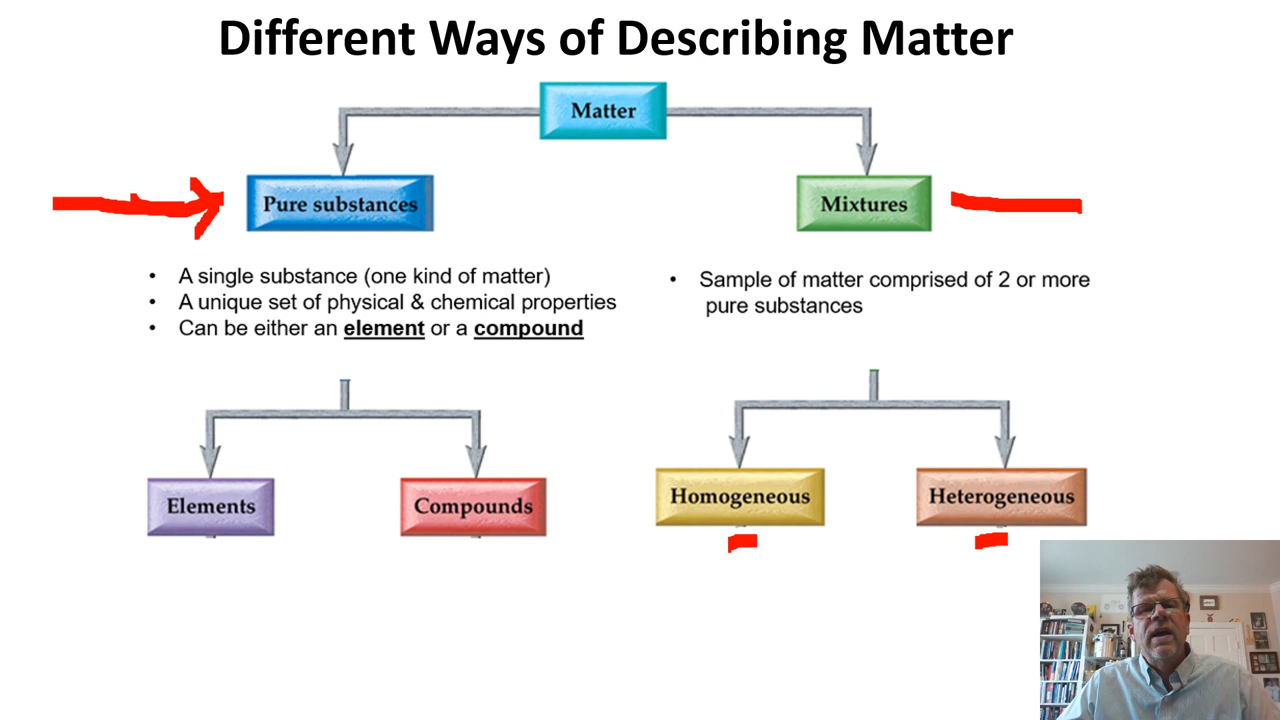 Different Ways of Describing Matter
Matter
Pure substances
Mixtures
• A single substance (one kind of matter)
• A unique set of physical & chemical properties
• Can be either an element or a compound
• Sample of matter comprised of 2 or more
pure substances
Elements
Compounds
Homogeneous
Heterogeneous